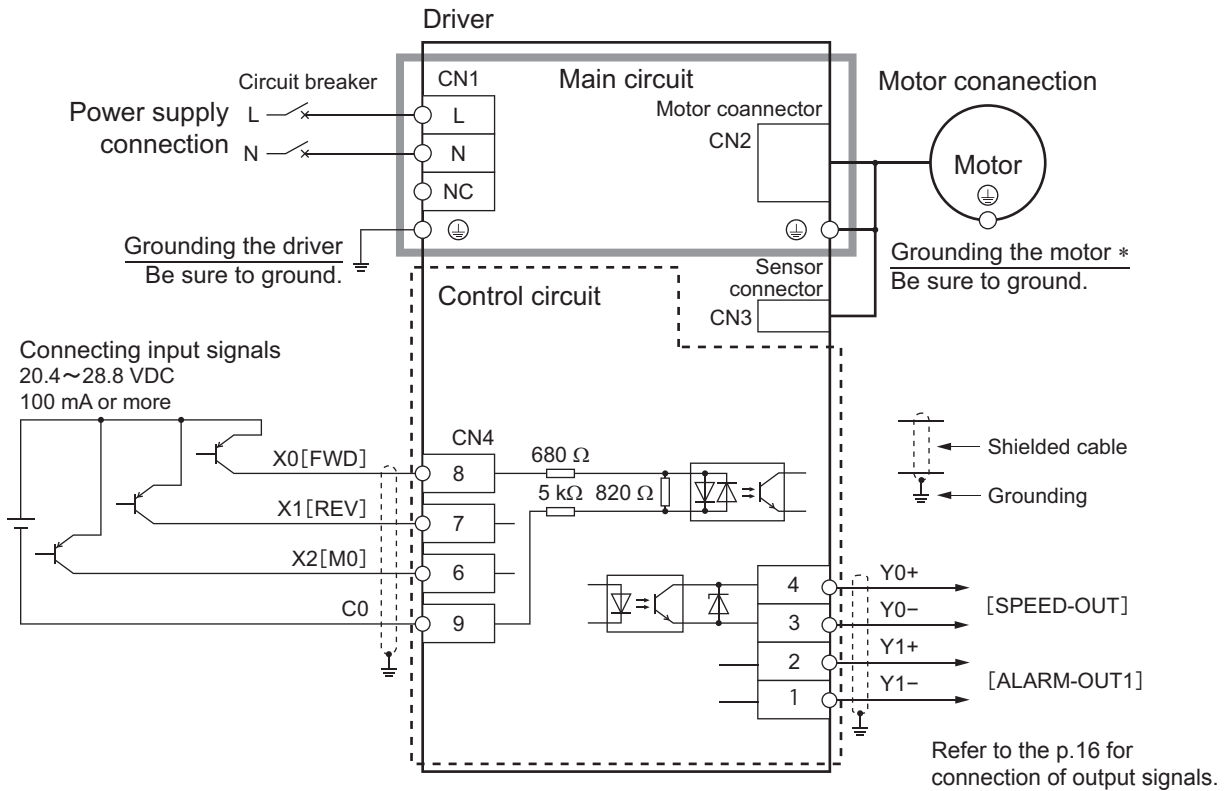 Driver
Circuit breaker
Power supply
connection
L
N
CN1
L
N
NC
Main circuit
Motor coannector
CN2
Motor conanection
Motor
Grounding the driver
Be sure to ground.
Grounding the motor *
Be sure to ground.
Sensor
connector
CN3
Control circuit
Connecting input signals
20.4～28.8 VDC
100 mA or more
X0[FWD]
X1[REV]
X2[M0]
C0
CN4
8
7
6
9
680 Ω
5 kΩ 820 Ω
Shielded cable
Grounding
4
3
2
1
Y0+
Y0−
Y1+
Y1−
[SPEED-OUT]
[ALARM-OUT1]
Refer to the p.16 for
connection of output signals.